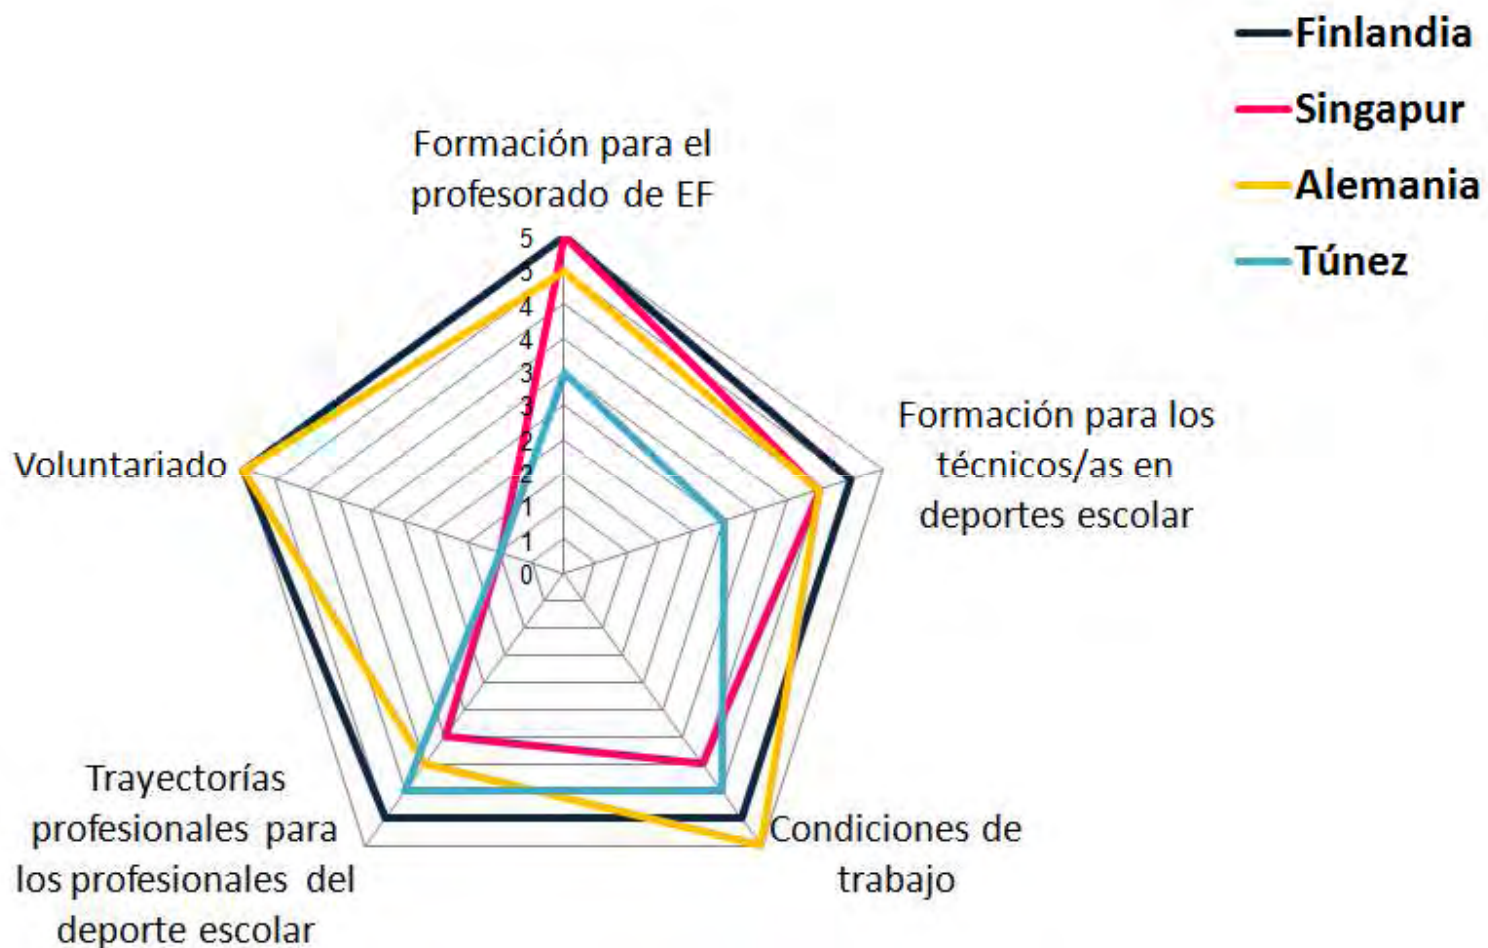 Finlandia
Singapur
Alemania
Túnez
Formación para el
profesorado de EF
5
5
4
4
3
3
2
2
1
1
0
Formación para los
técnicos/as en
deportes escolar
Voluntariado
Condiciones de
trabajo
Trayectorías
profesionales para
los profesionales del
deporte escolar